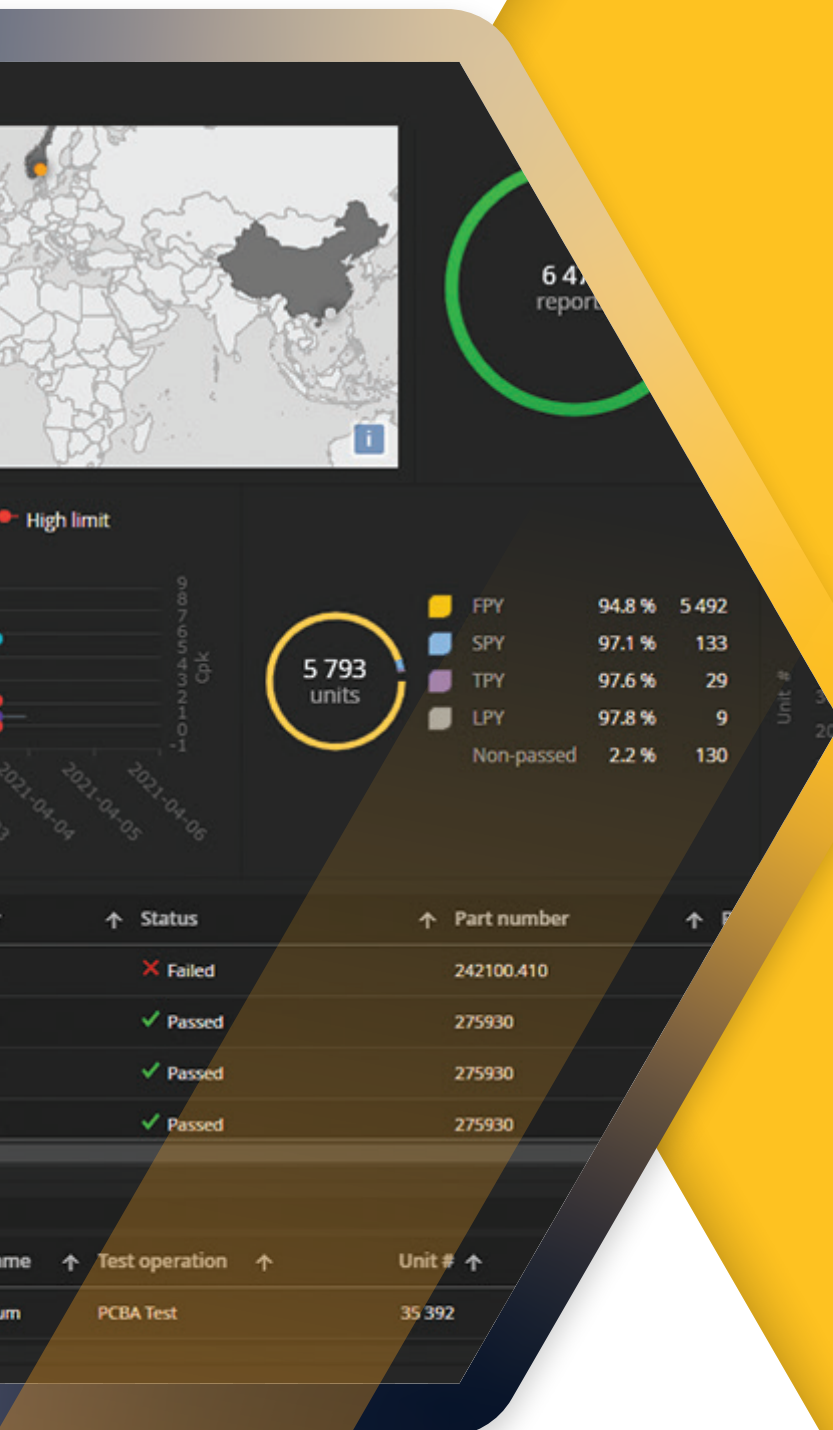 reports
i
High limit
9
8
7
6
5
4
3
2
1
0
-1
Cpk
2021-04-04
2021-04-05
2021-04-06
5 793
units
FPY 94.8 % 5 492
SPY 97.1 % 133
TPY 97.6 % 29
LPY 97.8 % 9
Non-passed 2.2 % 130
Unit #
Status Part number
Failed 242100.410
Passed 275930
Passed 275930
Passed 275930
Test operation Unit #
PCBA Test 35 392